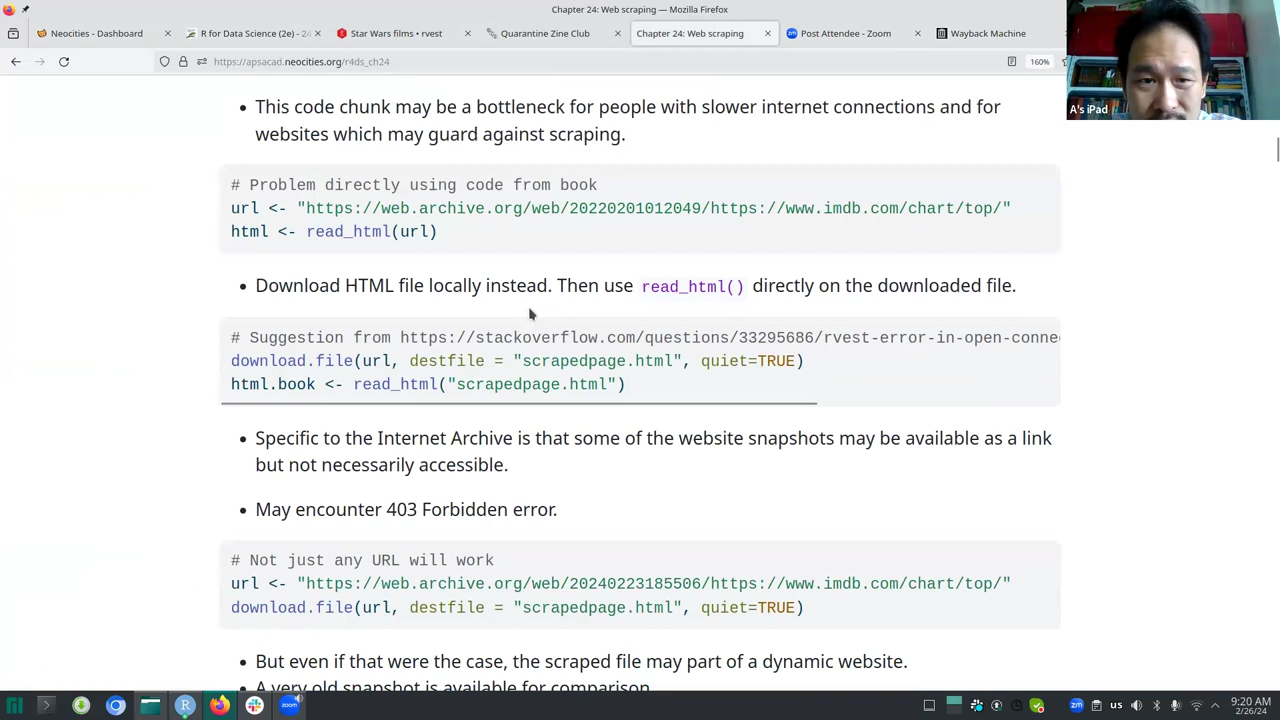 Chapter 24: Web scraping — Mozilla Firefox
Neocities - Dashboard
R for Data Science (2e) - 24
Star Wars films • rvest
Quarantine Zine Club
Chapter 24: Web scraping
Post Attendee - Zoom
Wayback Machine
https://apsacad.neocities.org/r4ds_ch24
160%
A's iPad
• This code chunk may be a bottleneck for people with slower internet connections and for
websites which may guard against scraping.
# Problem directly using code from book
url <- "https://web.archive.org/web/20220201012049/https://www.imdb.com/chart/top/"
html <- read_html(url)
• Download HTML file locally instead. Then use read_html() directly on the downloaded file.
# Suggestion from https://stackoverflow.com/questions/33295686/rvest-error-in-open-conne
download.file(url, destfile = "scrapedpage.html", quiet=TRUE)
html.book <- read_html("scrapedpage.html")
• Specific to the Internet Archive is that some of the website snapshots may be available as a link
but not necessarily accessible.
• May encounter 403 Forbidden error.
# Not just any URL will work
url <- "https://web.archive.org/web/20240223185506/https://www.imdb.com/chart/top/"
download.file(url, destfile = "scrapedpage.html", quiet=TRUE)
• But even if that were the case, the scraped file may part of a dynamic website.
• A very old snapshot is available for comparison.
R
zoom
zm
us
9:20 AM
2/26/24